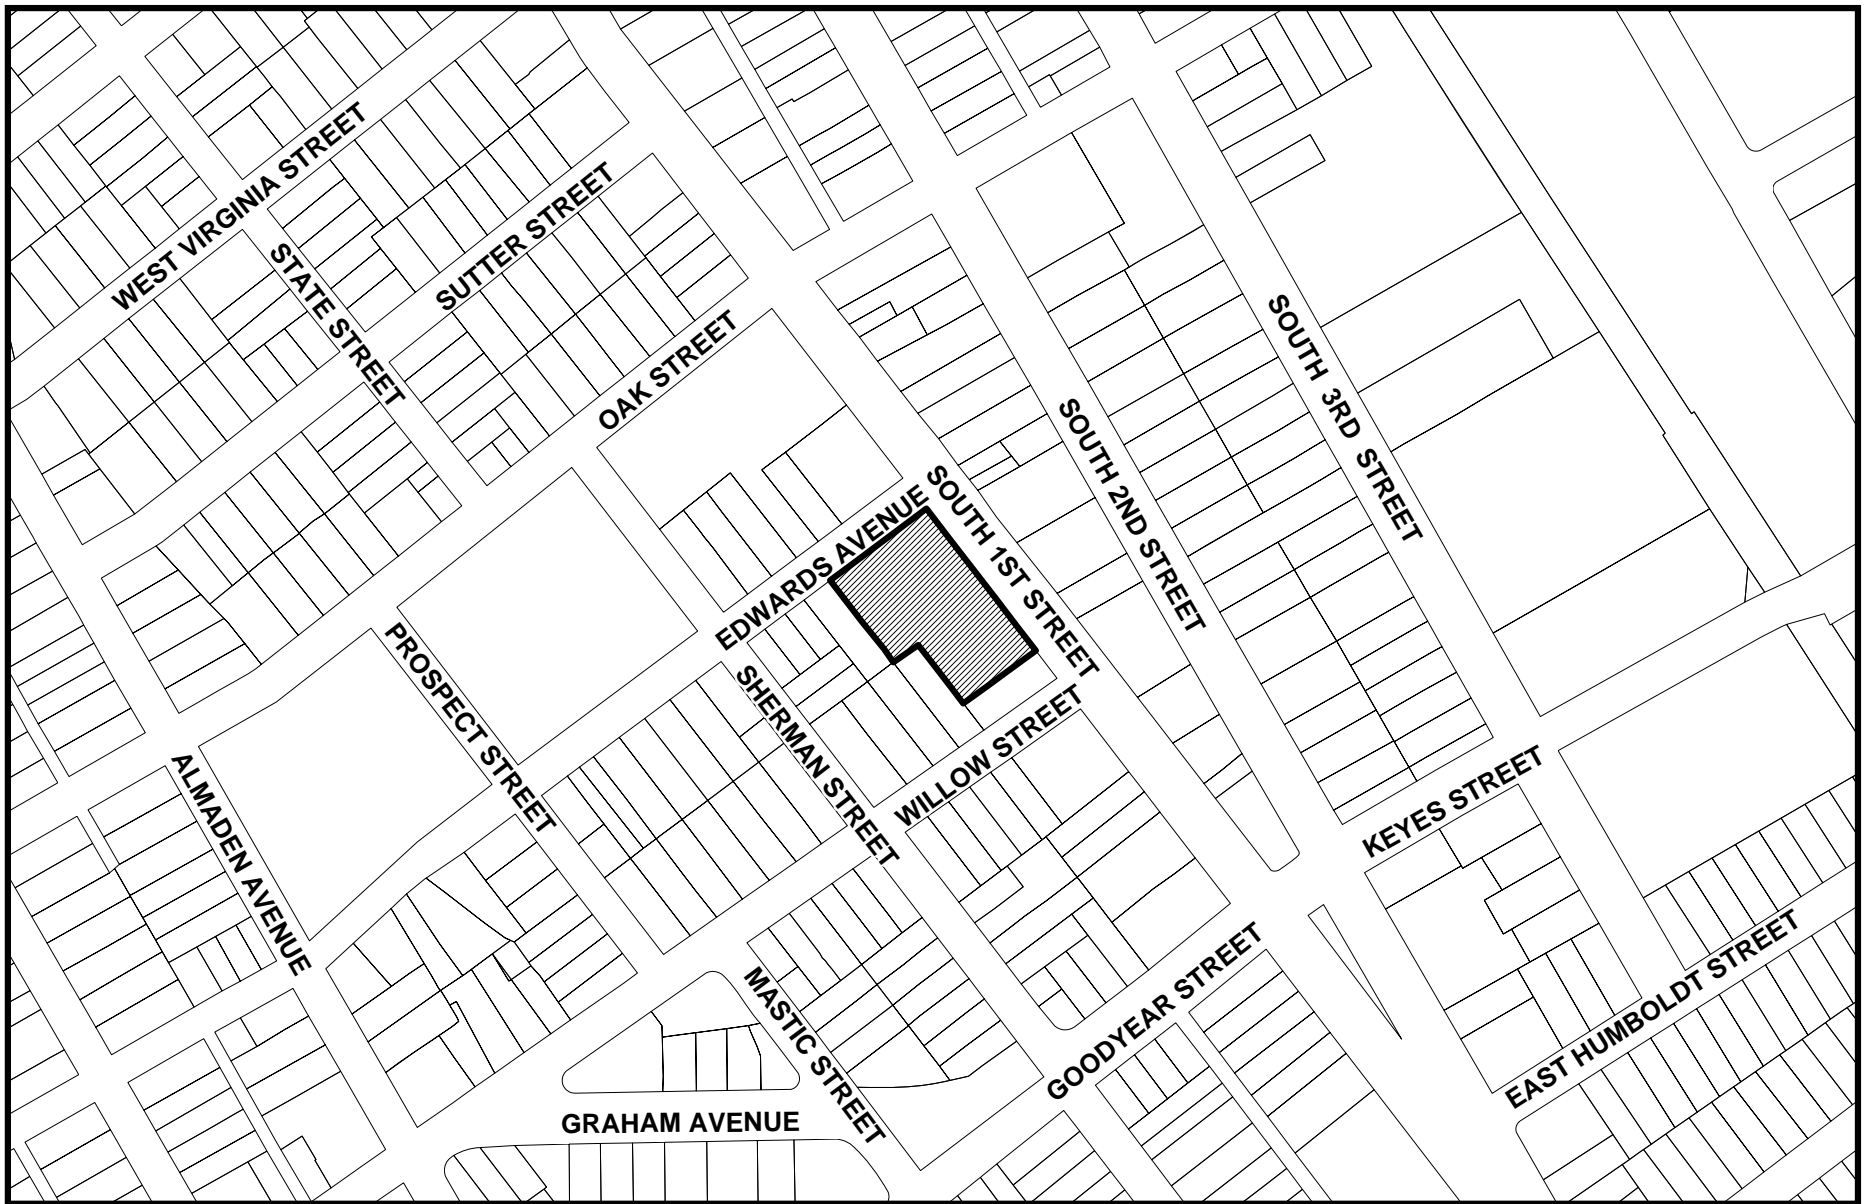 WEST VIRGINIA STREET
STATE STREET
SUTTER STREET
OAK STREET
SOUTH 3RD STREET
SOUTH 2ND STREET
SOUTH 1ST STREET
EDWARDS AVENUE
PROSPECT STREET
SHERMAN STREET
WILLOW STREET
ALMADEN AVENUE
KEYES STREET
MASTIC STREET
GOODYEAR STREET
EAST HUMBOLDT STREET
GRAHAM AVENUE